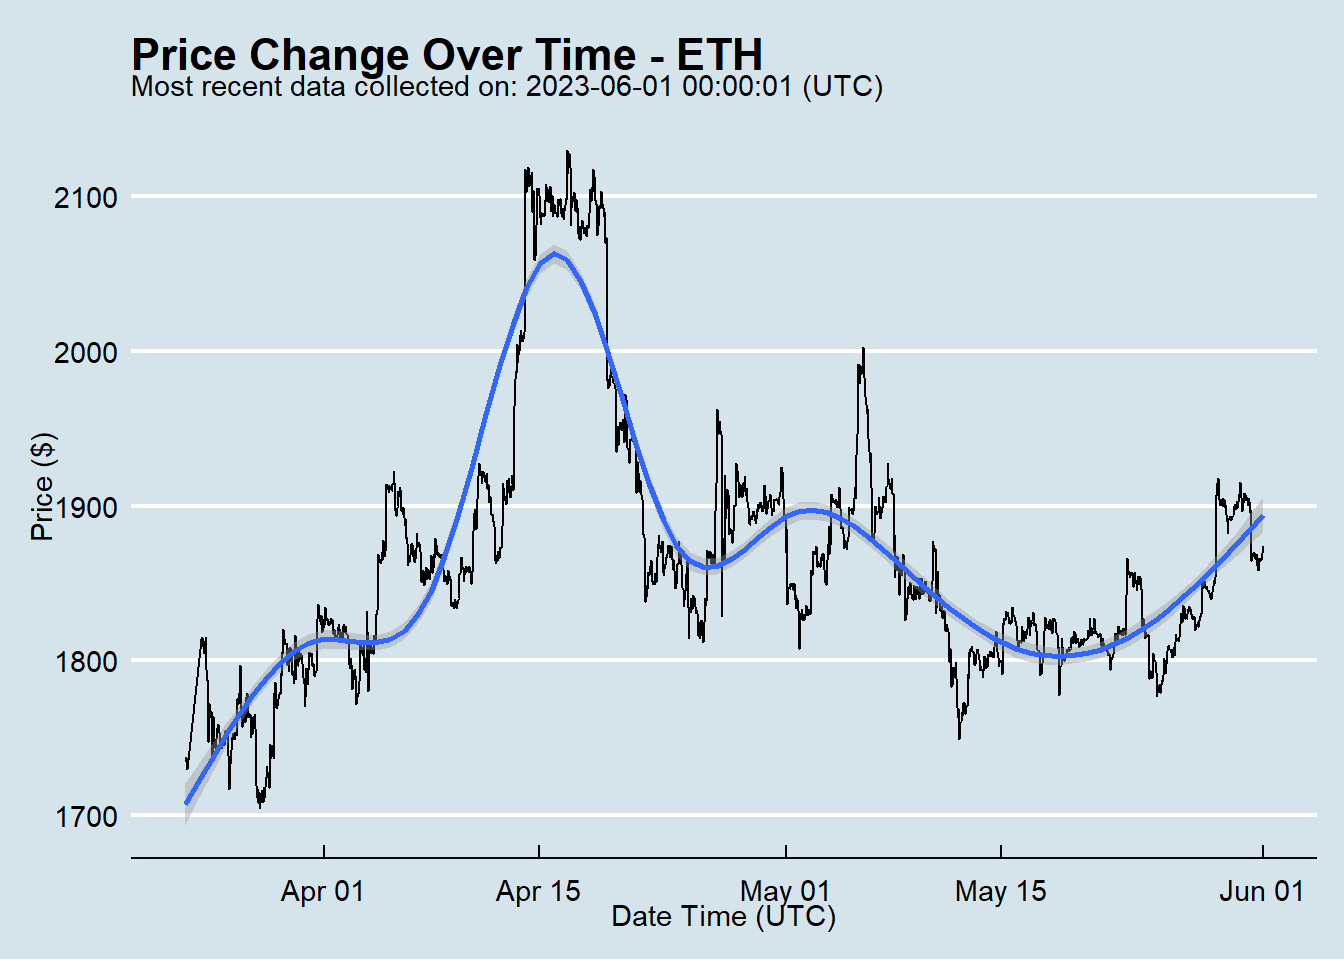 Price Change Over Time - ETH
Most recent data collected on: 2023-06-01 00:00:01 (UTC)
2100
2000
1900
1800
1700
Price ($)
Apr 01
Apr 15
May 01
May 15
Jun 01
Date Time (UTC)